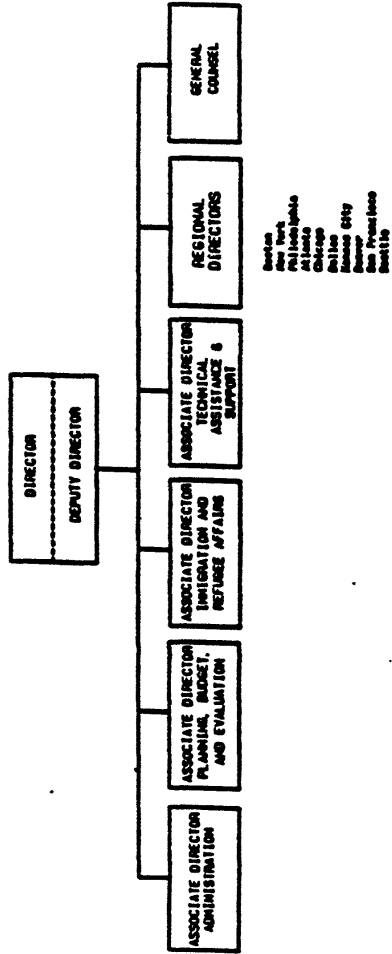 DIRECTOR
DEPUTY DIRECTOR
ASSOCIATE DIRECTOR
ADMINISTRATION
ASSOCIATE DIRECTOR
PLANNING, BUDGET,
AND EVALUATION
ASSOCIATE DIRECTOR
IMMIGRATION AND
REFUGEE AFFAIRS
ASSOCIATE DIRECTOR
TECHNICAL
ASSISTANCE &
SUPPORT
REGIONAL
DIRECTORS
GENERAL
COUNSEL
Boston
New York
Philadelphia
Atlanta
Chicago
Dallas
Kansas City
Denver
San Francisco
Seattle